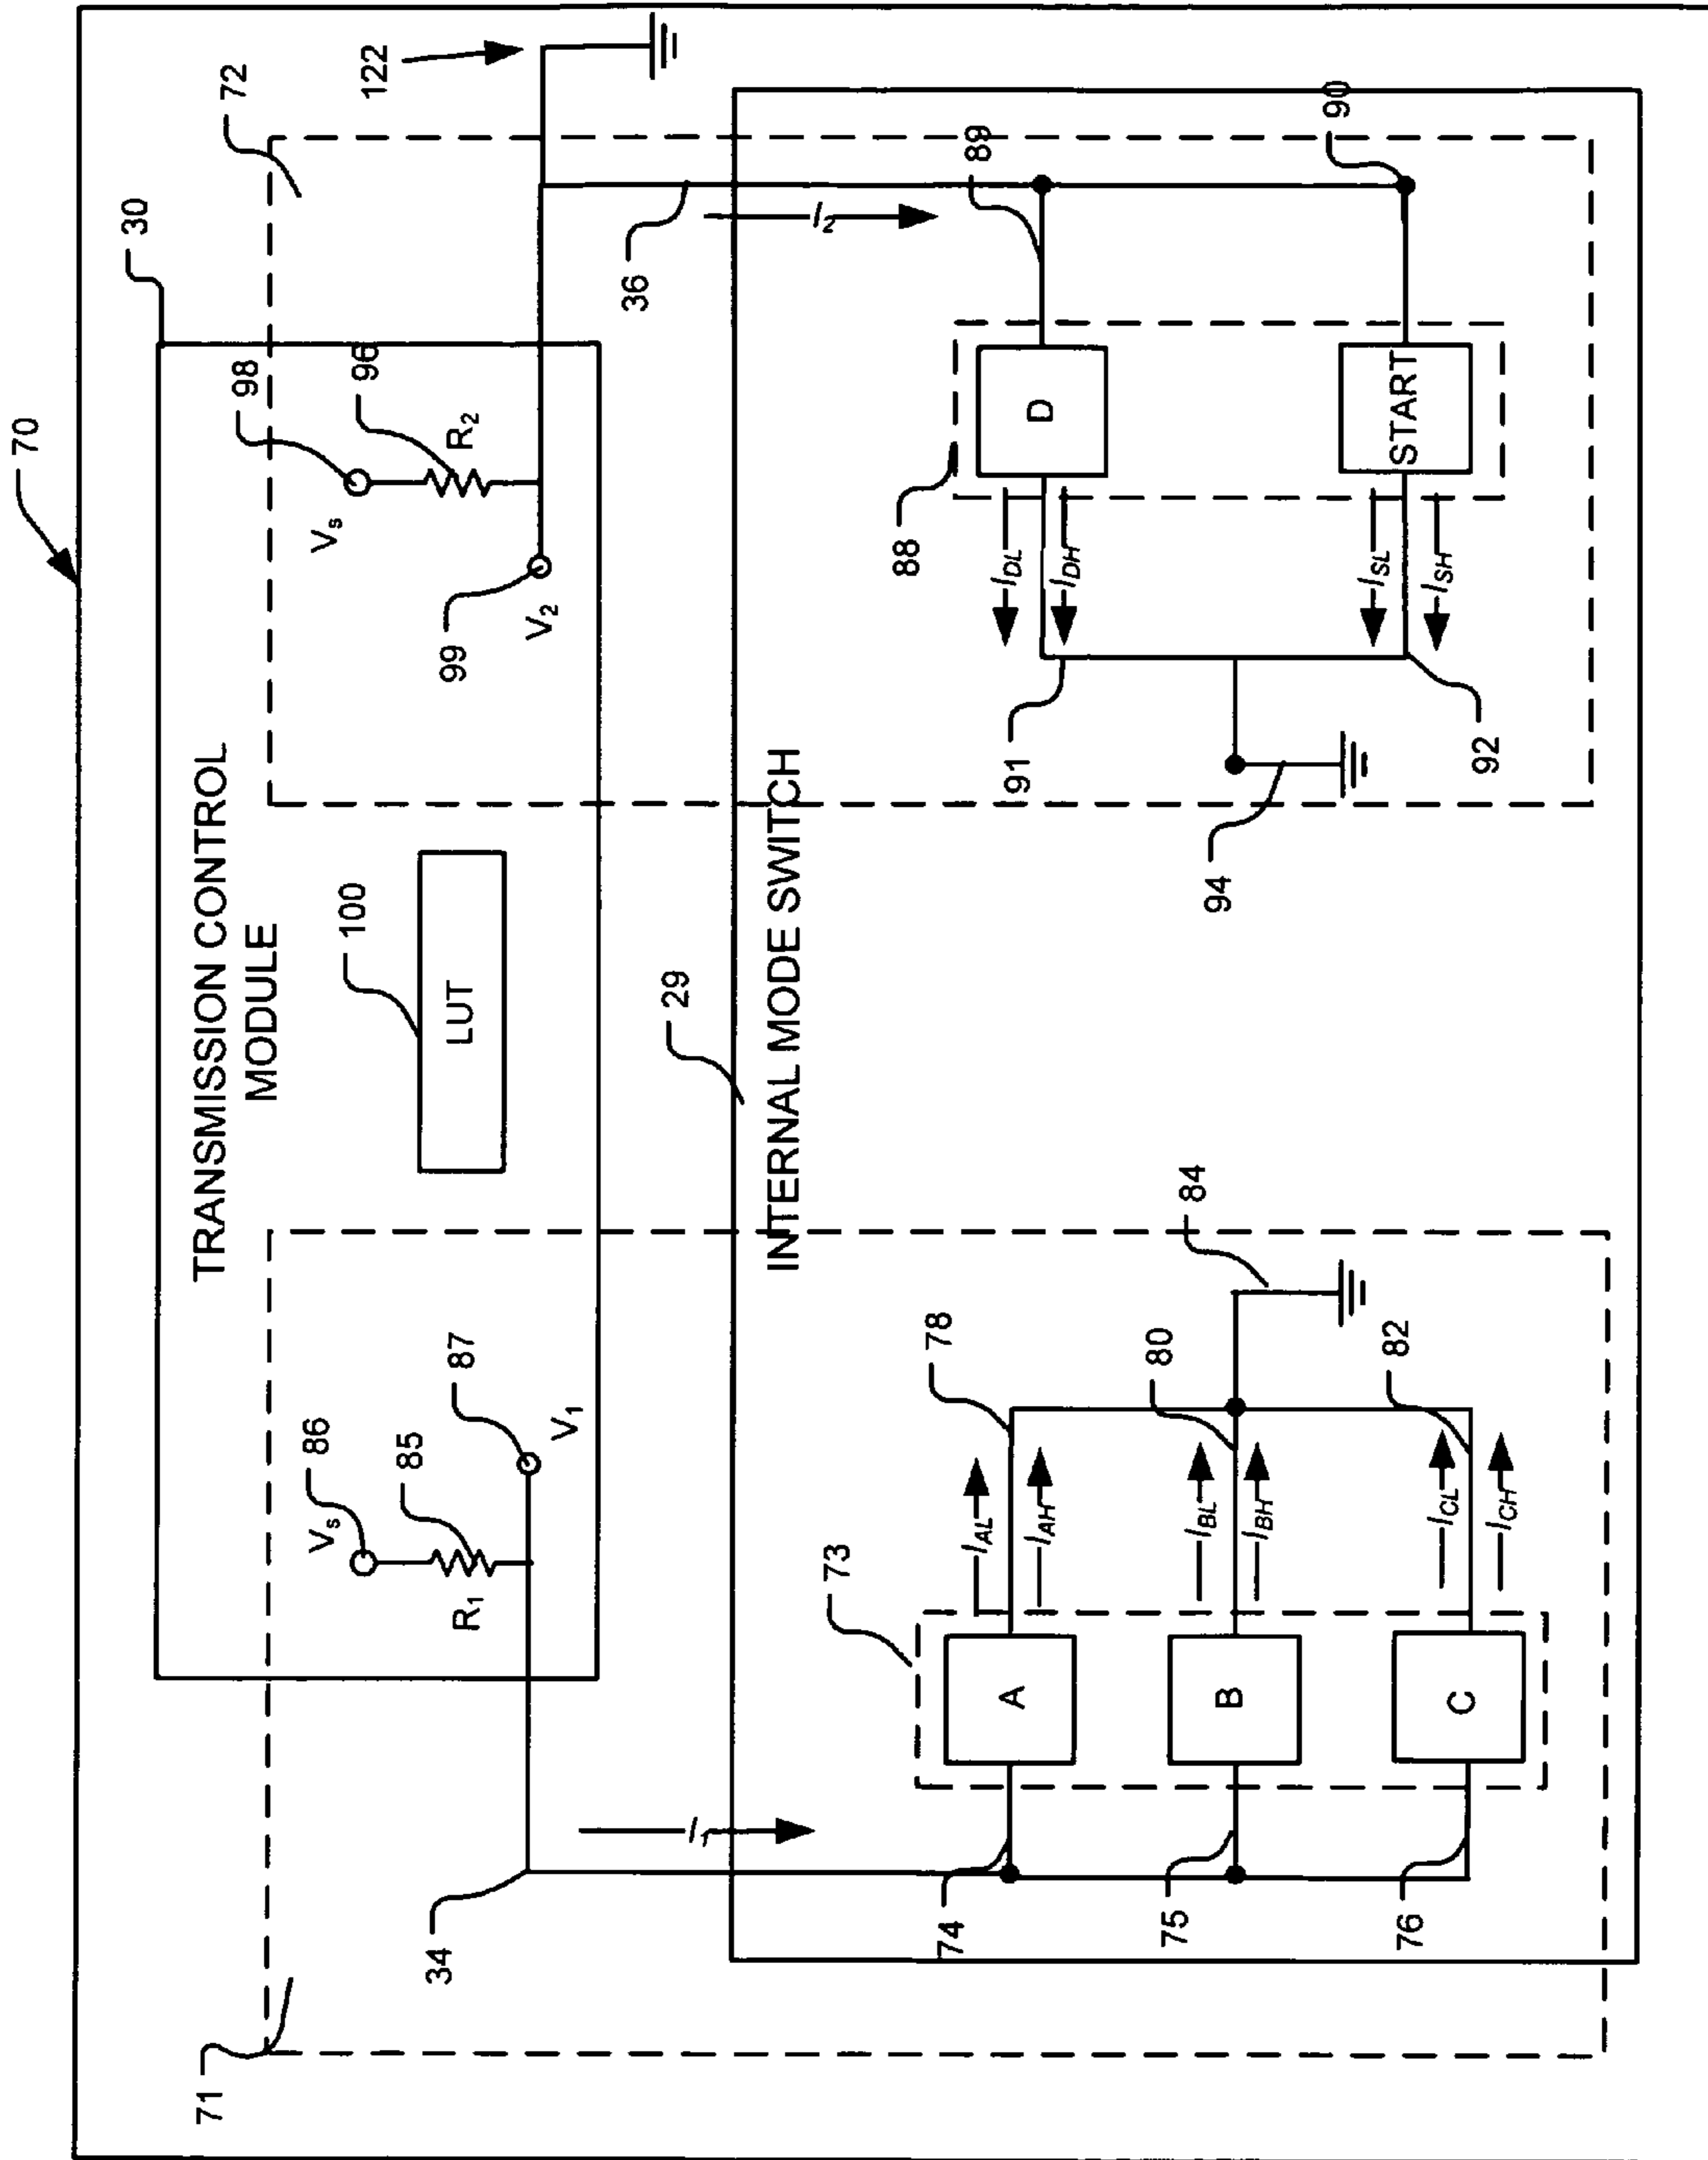 70
30
72
122
TRANSMISSION CONTROL
MODULE
86
Vs
85
R1
87
V1
100
LUT
98
Vs
96
R2
99
V2
71
34
I1
36
I2
29
INTERNAL MODE SWITCH
73
74
A
IAL
IAH
78
75
B
IBL
IBH
80
76
C
ICL
ICH
82
84
88
89
D
IDL
IDH
91
90
START
ISL
ISH
92
94